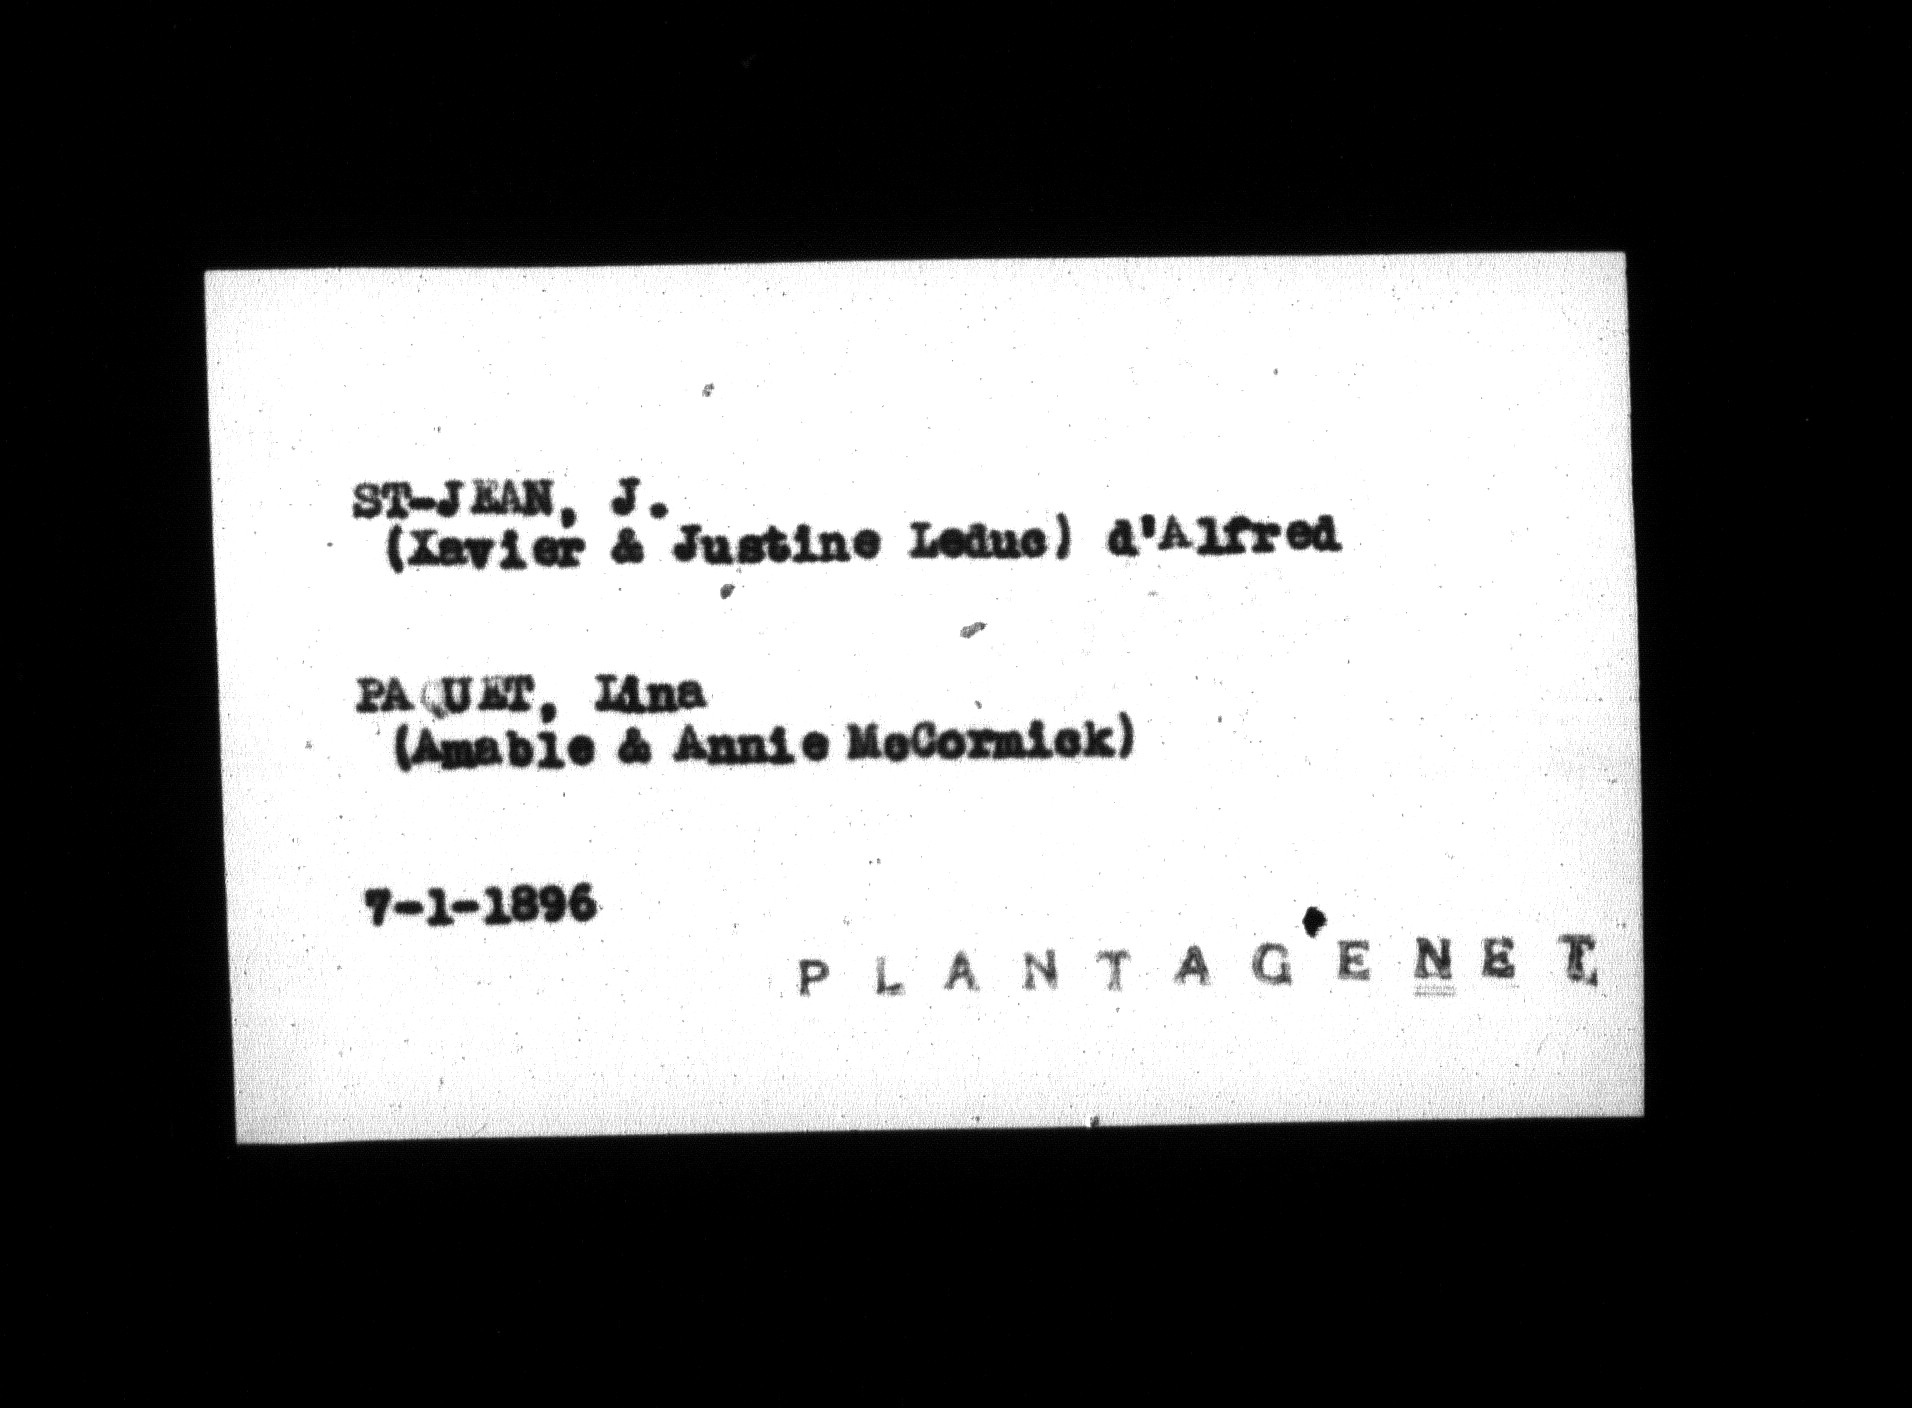 ST-JEAN, J.
(Xavier & Justine Leduc) d'Alfred
PAQUET, Lina
(Amable & Annie McCormick)
7-1-1896
PLANTAGENET